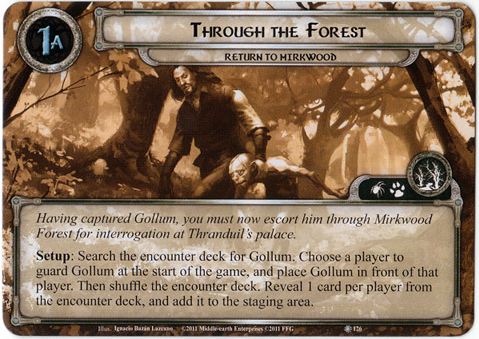 1A
Through the Forest
Return to Mirkwood
Having captured Gollum, you must now escort him through Mirkwood
Forest for interrogation at Thranduil's palace.
Setup: Search the encounter deck for Gollum. Choose a player to
guard Gollum at the start of the game, and place Gollum in front of that
player. Then shuffle the encounter deck. Reveal 1 card per player from
the encounter deck, and add it to the staging area.
Illus. Ignacio Bazán Lazcano ©2011 Middle-earth Enterprises ©2011 FFG 126